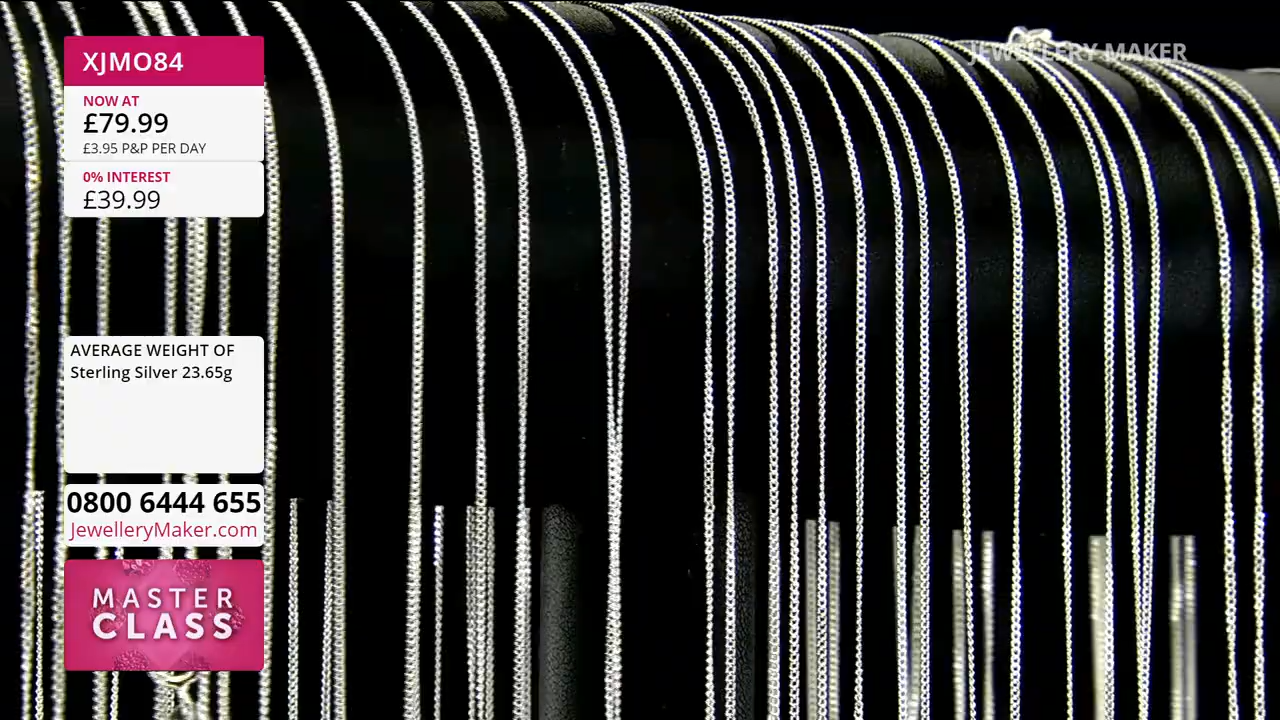 XJMO84
NOW AT
£79.99
£3.95 P&P PER DAY
0% INTEREST
£39.99
AVERAGE WEIGHT OF
Sterling Silver 23.65g
0800 6444 655
JewelleryMaker.com
MASTER
CLASS
JEWELLERY MAKER